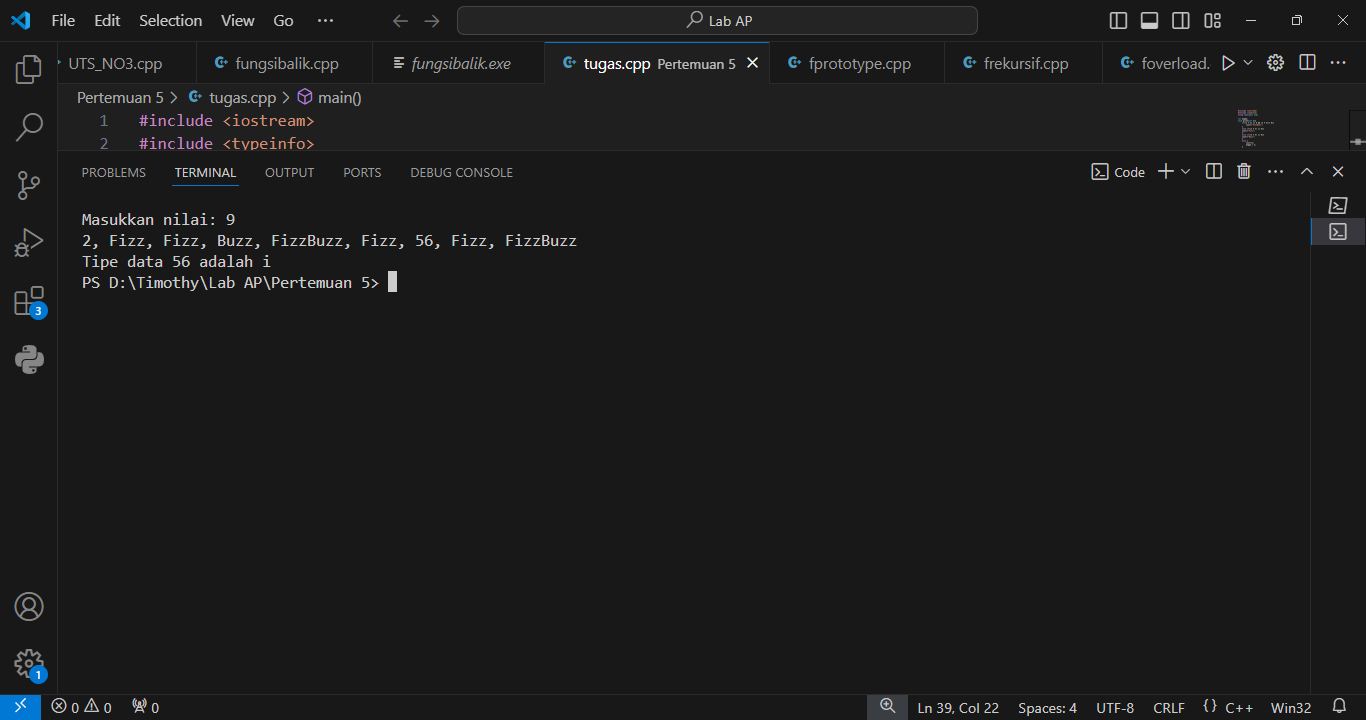 File Edit Selection View Go ··· Lab AP
UTS_NO3.cpp fungsibalik.cpp fungsibalik.exe tugas.cpp Pertemuan 5 fprototype.cpp frekursif.cpp foverload.
Pertemuan 5 > tugas.cpp > main()
1 #include <iostream>
2 #include <typeinfo>
PROBLEMS TERMINAL OUTPUT PORTS DEBUG CONSOLE Code
Masukkan nilai: 9
2, Fizz, Fizz, Buzz, FizzBuzz, Fizz, 56, Fizz, FizzBuzz
Tipe data 56 adalah i
PS D:\Timothy\Lab AP\Pertemuan 5>
3
1
0 0 0 Ln 39, Col 22 Spaces: 4 UTF-8 CRLF {} C++ Win32